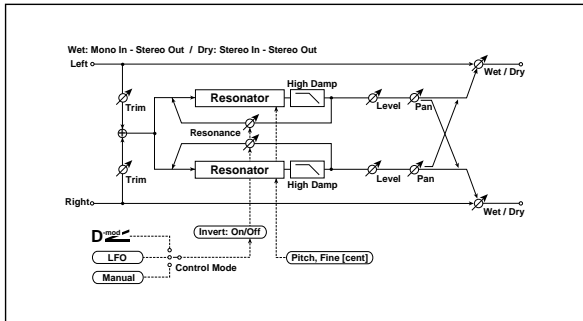 Wet: Mono In - Stereo Out / Dry: Stereo In - Stereo Out
Left
Wet / Dry
High Damp
Resonator
Trim
Level
Pan
Resonance
Resonator
Trim
High Damp
Level
Pan
Right
Wet / Dry
D-mod
Invert: On/Off
LFO
Pitch, Fine [cent]
Control Mode
Manual